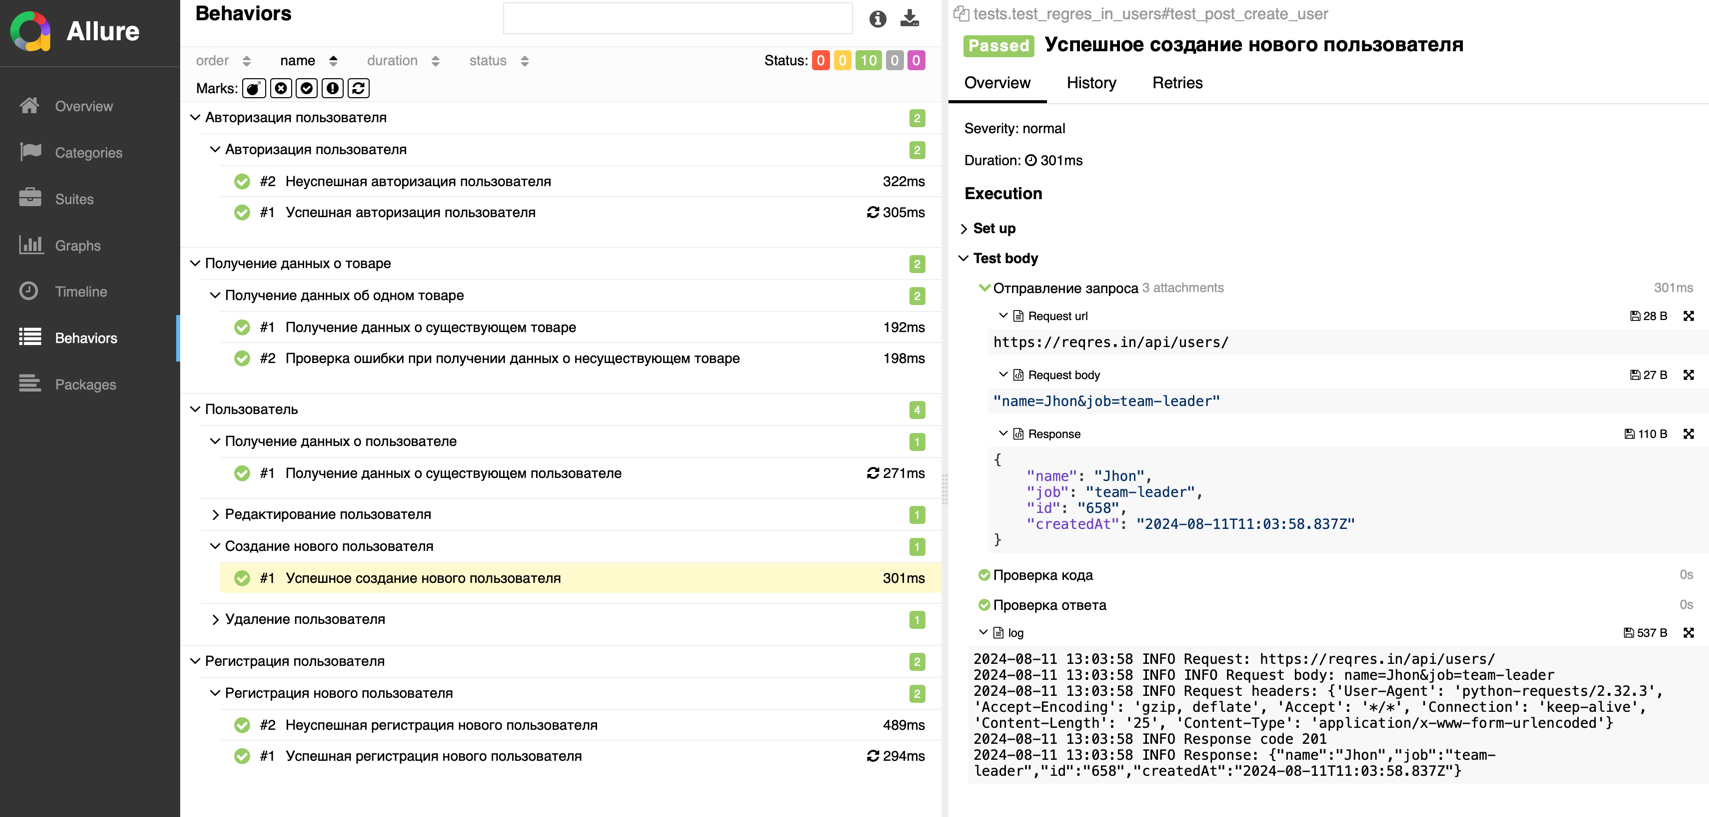 Allure
Overview
Categories
Suites
Graphs
Timeline
Behaviors
Packages
Behaviors
order name duration status
Status: 0 0 10 0 0
Marks:
Авторизация пользователя 2
Авторизация пользователя 2
#2 Неуспешная авторизация пользователя 322ms
#1 Успешная авторизация пользователя 305ms
Получение данных о товаре 2
Получение данных об одном товаре 2
#1 Получение данных о существующем товаре 192ms
#2 Проверка ошибки при получении данных о несуществующем товаре 198ms
Пользователь 4
Получение данных о пользователе 1
#1 Получение данных о существующем пользователе 271ms
Редактирование пользователя 1
Создание нового пользователя 1
#1 Успешное создание нового пользователя 301ms
Удаление пользователя 1
Регистрация пользователя 2
Регистрация нового пользователя 2
#2 Неуспешная регистрация нового пользователя 489ms
#1 Успешная регистрация нового пользователя 294ms
tests.test_regres_in_users#test_post_create_user
Passed Успешное создание нового пользователя
Overview History Retries
Severity: normal
Duration: 301ms
Execution
Set up
Test body
Отправление запроса 3 attachments 301ms
Request url 28 B
https://reqres.in/api/users/
Request body 27 B
"name=Jhon&job=team-leader"
Response 110 B
{
"name": "Jhon",
"job": "team-leader",
"id": "658",
"createdAt": "2024-08-11T11:03:58.837Z"
}
Проверка кода 0s
Проверка ответа 0s
log 537 B
2024-08-11 13:03:58 INFO Request: https://reqres.in/api/users/
2024-08-11 13:03:58 INFO INFO Request body: name=Jhon&job=team-leader
2024-08-11 13:03:58 INFO Request headers: {'User-Agent': 'python-requests/2.32.3',
'Accept-Encoding': 'gzip, deflate', 'Accept': '*/*', 'Connection': 'keep-alive',
'Content-Length': '25', 'Content-Type': 'application/x-www-form-urlencoded'}
2024-08-11 13:03:58 INFO Response code 201
2024-08-11 13:03:58 INFO Response: {"name":"Jhon","job":"team-
leader","id":"658","createdAt":"2024-08-11T11:03:58.837Z"}